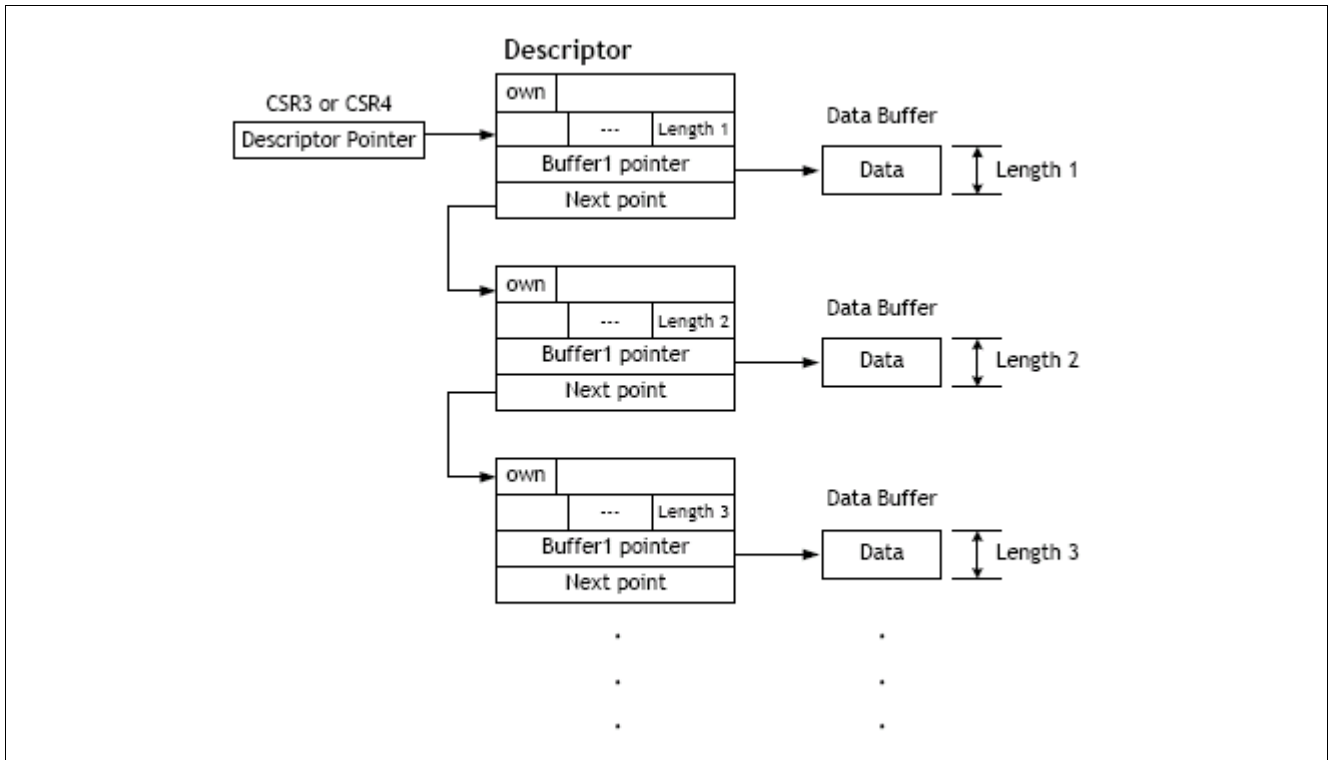 Descriptor
CSR3 or CSR4
Descriptor Pointer
own
--- Length 1
Buffer1 pointer
Next point
Data Buffer
Data
Length 1
own
--- Length 2
Buffer1 pointer
Next point
Data Buffer
Data
Length 2
own
--- Length 3
Buffer1 pointer
Next point
Data Buffer
Data
Length 3
. .
. .
. .